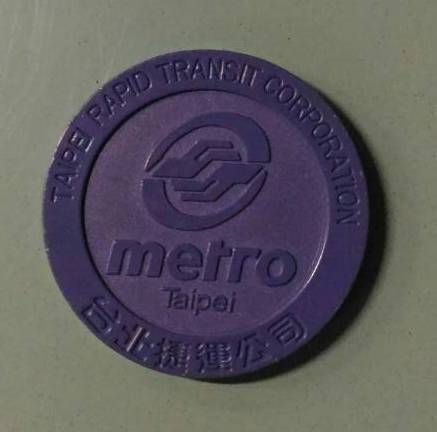 TAIPEI RAPID TRANSIT CORPORATION
metro
Taipei
台北捷運公司